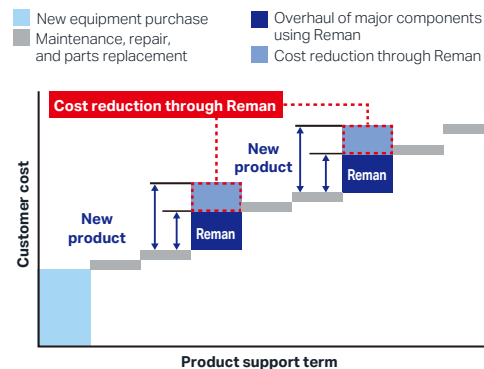 New equipment purchase
Maintenance, repair,
and parts replacement
Overhaul of major components
using Reman
Cost reduction through Reman
Cost reduction through Reman
New
product
Reman
New
product
Reman
Customer cost
Product support term